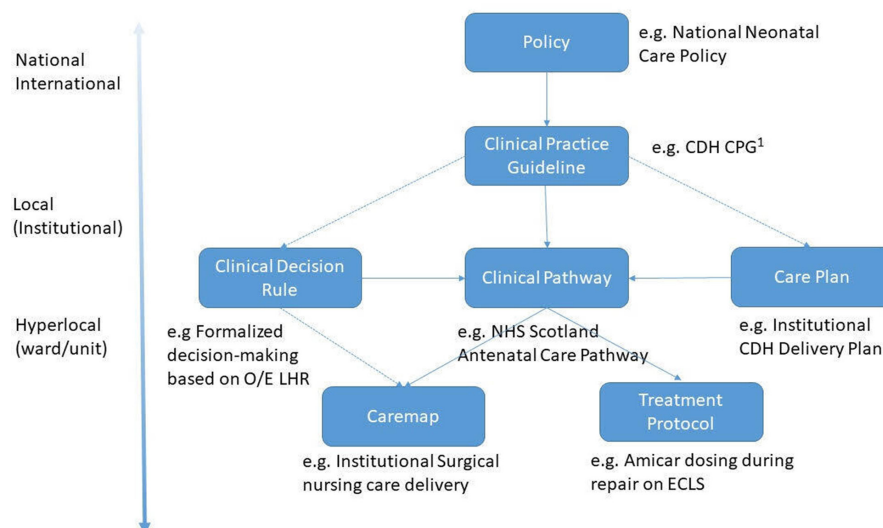 Policy
e.g. National Neonatal
Care Policy
National
International
Clinical Practice
Guideline
e.g. CDH CPG¹
Local
(Institutional)
Clinical Decision
Rule
Clinical Pathway
Care Plan
Hyperlocal
(ward/unit)
e.g Formalized
decision-making
based on O/E LHR
e.g. NHS Scotland
Antenatal Care Pathway
e.g. Institutional
CDH Delivery Plan
Caremap
Treatment
Protocol
e.g. Institutional Surgical
nursing care delivery
e.g. Amicar dosing during
repair on ECLS